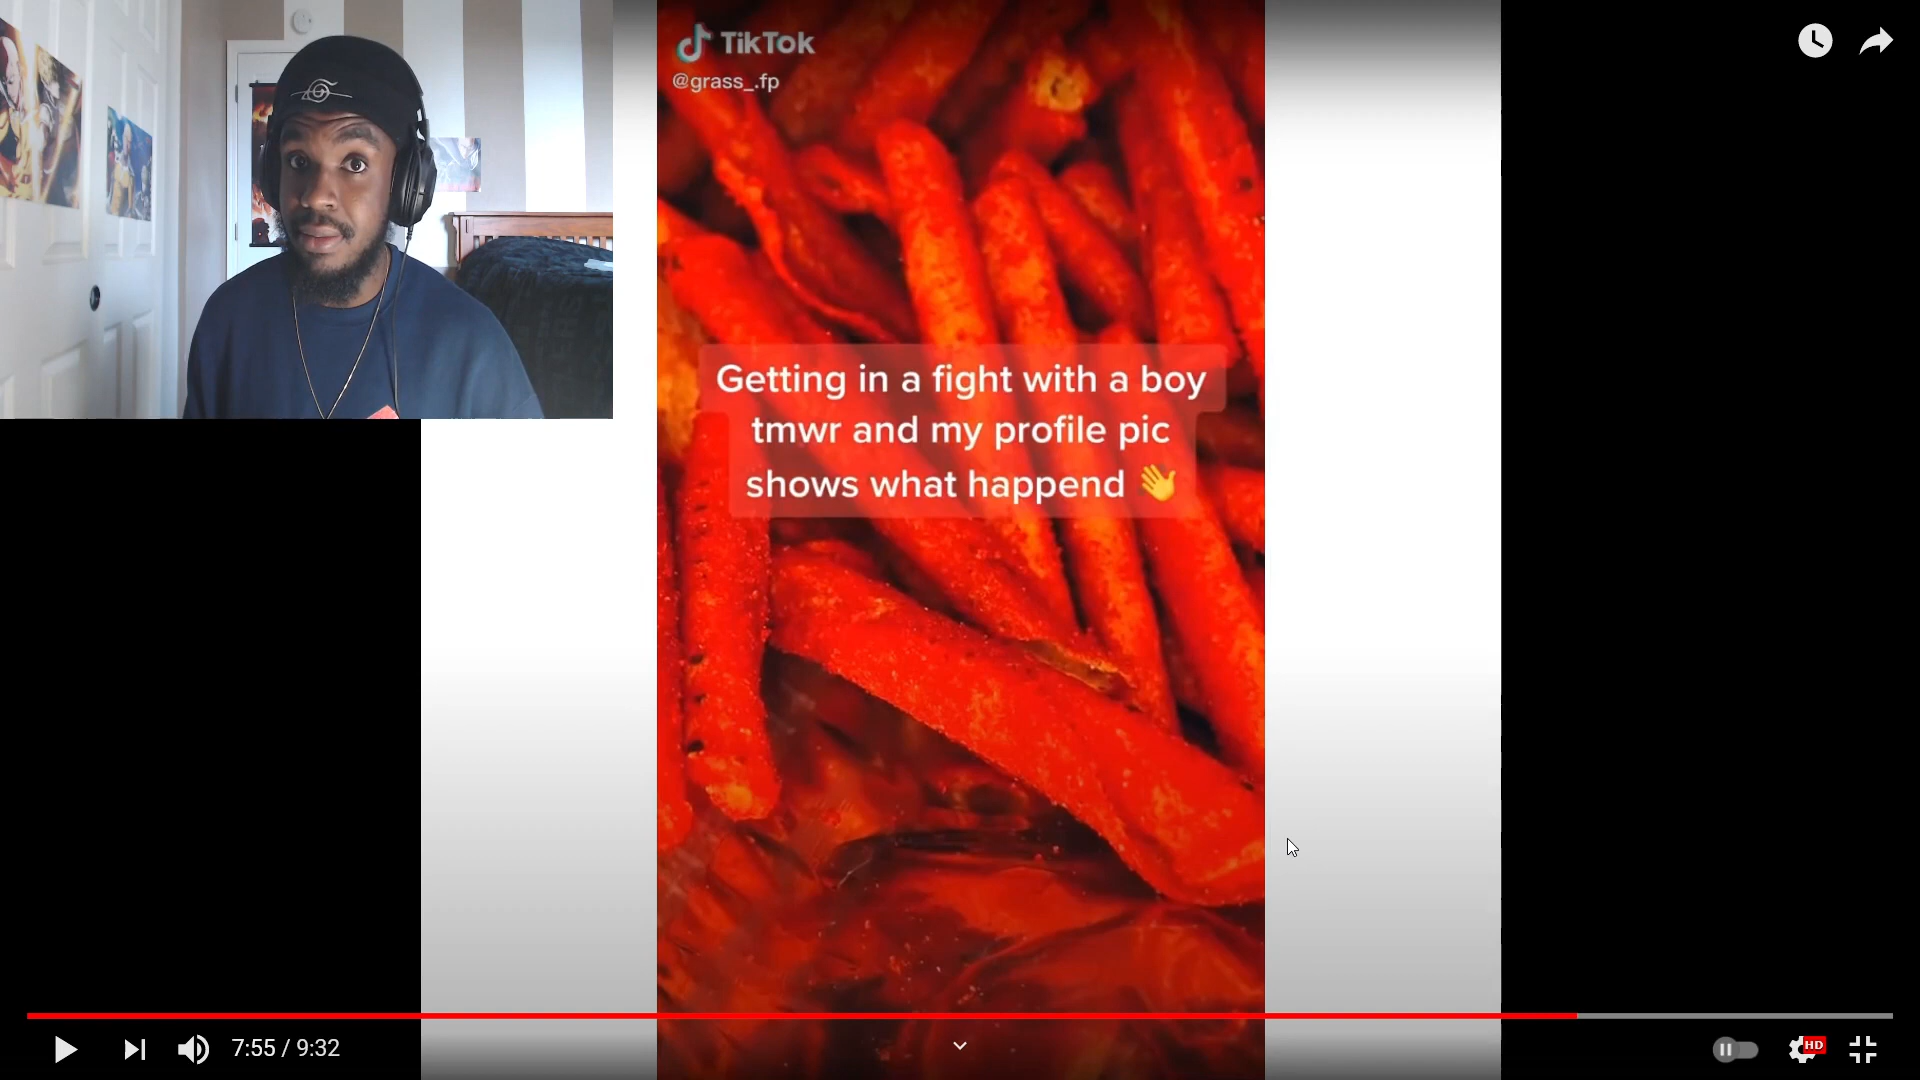 TikTok
@grass_.fp
Getting in a fight with a boy
tmwr and my profile pic
shows what happend 👋
7:55 / 9:32
HD